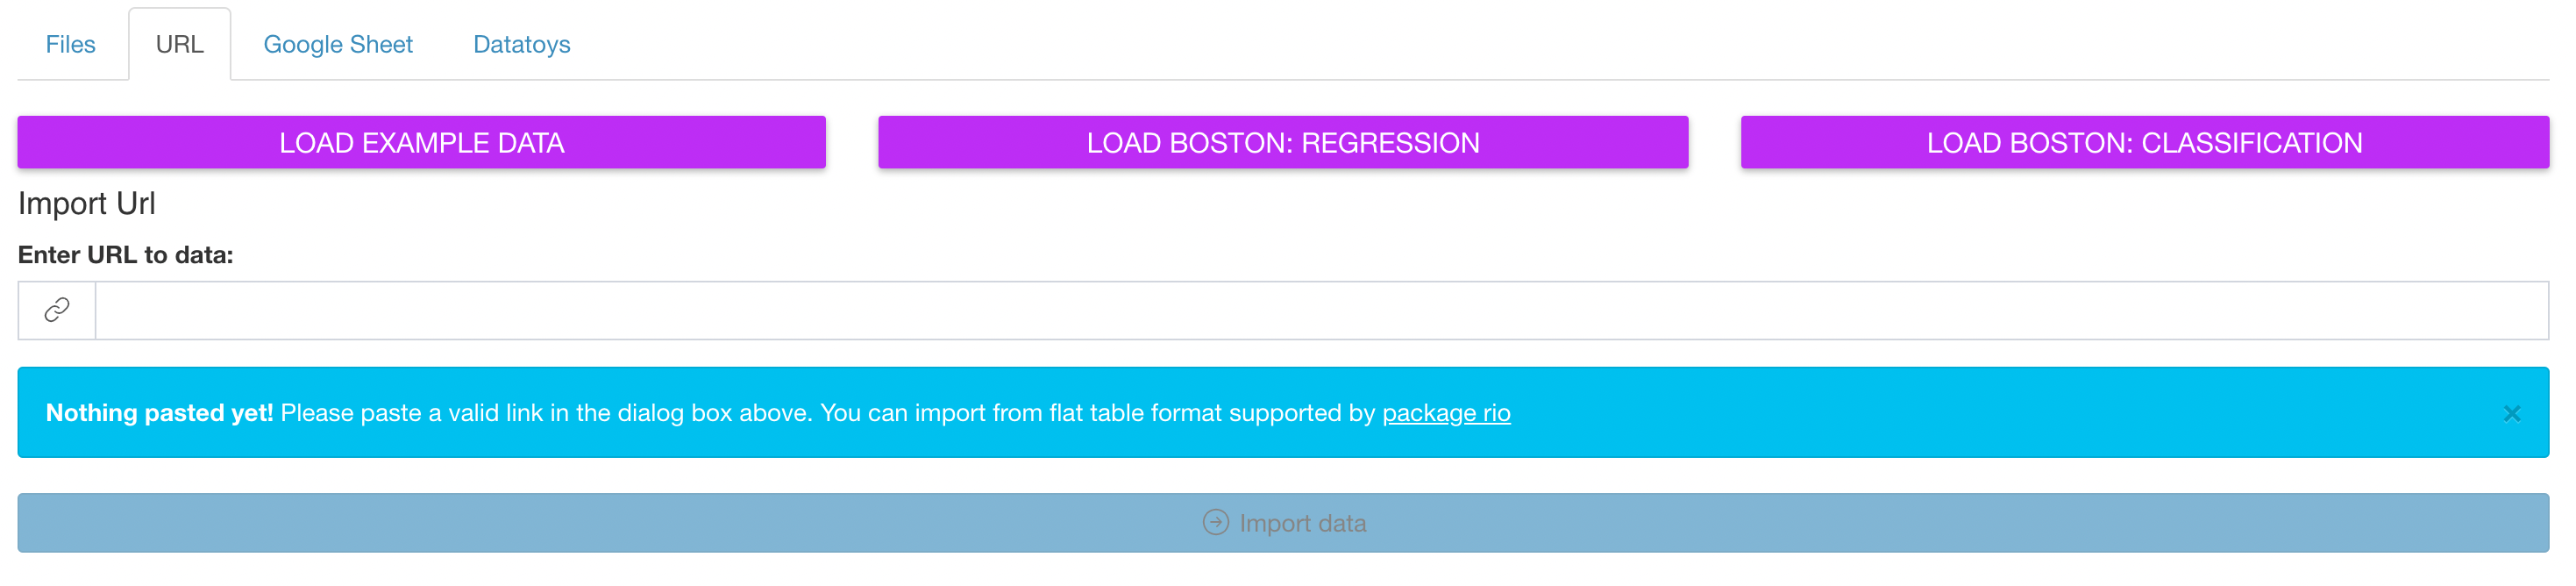 Files URL Google Sheet Datatoys
LOAD EXAMPLE DATA LOAD BOSTON: REGRESSION LOAD BOSTON: CLASSIFICATION
Import Url
Enter URL to data:
Nothing pasted yet! Please paste a valid link in the dialog box above. You can import from flat table format supported by package rio ×
Import data